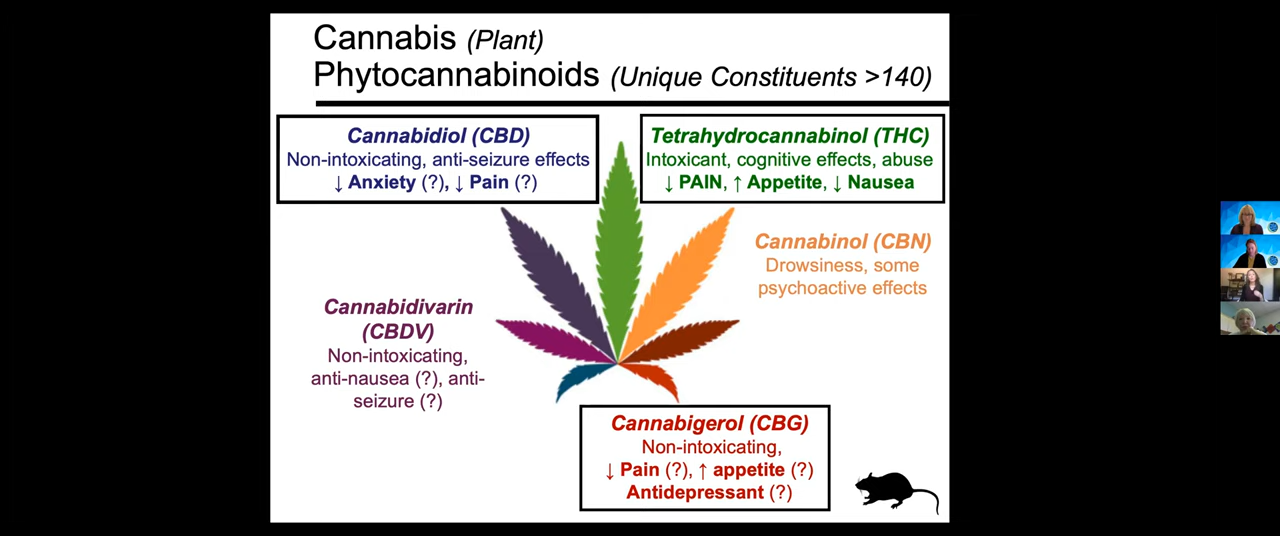 Cannabis (Plant)
Phytocannabinoids (Unique Constituents >140)
Cannabidiol (CBD)
Non-intoxicating, anti-seizure effects
↓ Anxiety (?), ↓ Pain (?)
Tetrahydrocannabinol (THC)
Intoxicant, cognitive effects, abuse
↓ PAIN, ↑ Appetite, ↓ Nausea
Cannabinol (CBN)
Drowsiness, some
psychoactive effects
Cannabidivarin
(CBDV)
Non-intoxicating,
anti-nausea (?), anti-
seizure (?)
Cannabigerol (CBG)
Non-intoxicating,
↓ Pain (?), ↑ appetite (?)
Antidepressant (?)